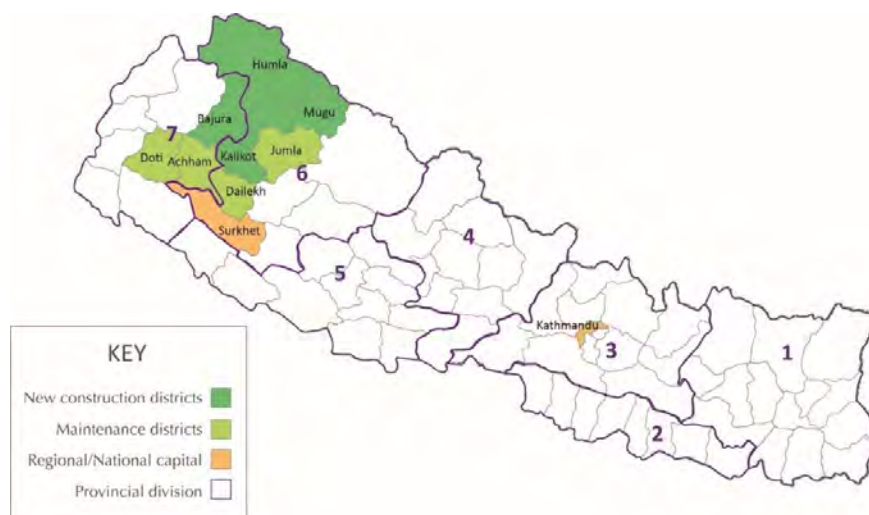 Humla
Mugu
Bajura
7
Doti
Achham
Kalikot
Jumla
6
Dailekh
Surkhet
4
5
Kathmandu
3
1
2
KEY
New construction districts
Maintenance districts
Regional/National capital
Provincial division